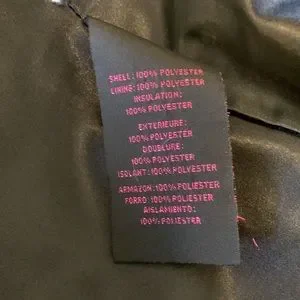 SHELL: 100% POLYESTER
LINING: 100% POLYESTER
INSULATION:
100% POLYESTER
EXTERIEURE:
100% POLYESTER
DOUBLURE:
100% POLYESTER
ISOLANT: 100% POLYESTER
ARMAZON: 100% POLIESTER
FORRO: 100% POLIESTER
AISLAMIENTO:
100% POLIESTER